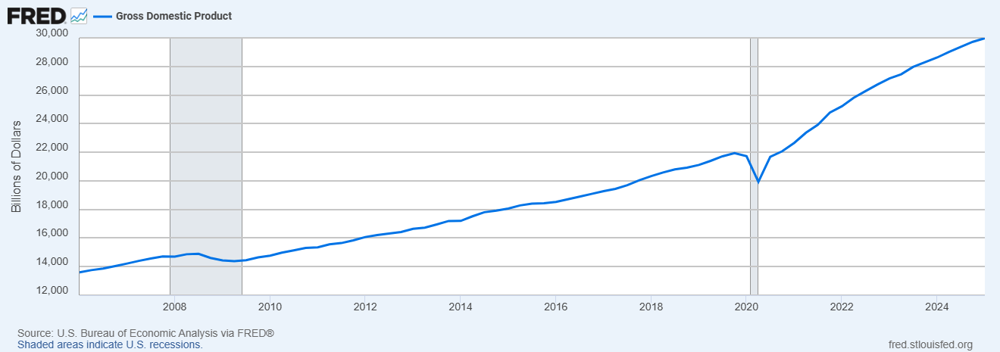 FRED Gross Domestic Product
30,000
28,000
26,000
24,000
22,000
20,000
18,000
16,000
14,000
12,000
Billions of Dollars
2008 2010 2012 2014 2016 2018 2020 2022 2024
Source: U.S. Bureau of Economic Analysis via FRED®
Shaded areas indicate U.S. recessions.
fred.stlouisfed.org